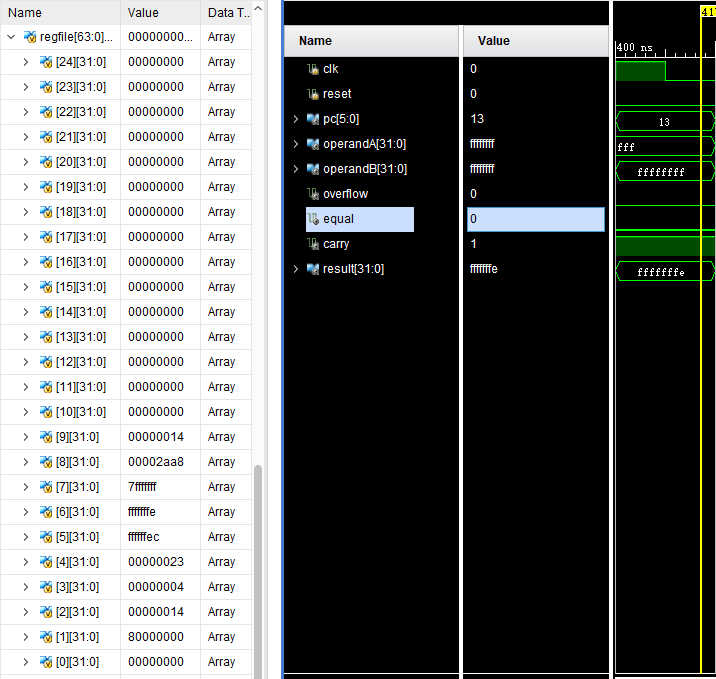 Name Value Data T...
regfile[63:0]... 00000000... Array
[24][31:0] 00000000 Array
[23][31:0] 00000000 Array
[22][31:0] 00000000 Array
[21][31:0] 00000000 Array
[20][31:0] 00000000 Array
[19][31:0] 00000000 Array
[18][31:0] 00000000 Array
[17][31:0] 00000000 Array
[16][31:0] 00000000 Array
[15][31:0] 00000000 Array
[14][31:0] 00000000 Array
[13][31:0] 00000000 Array
[12][31:0] 00000000 Array
[11][31:0] 00000000 Array
[10][31:0] 00000000 Array
[9][31:0] 00000014 Array
[8][31:0] 00002aa8 Array
[7][31:0] 7fffffff Array
[6][31:0] fffffffe Array
[5][31:0] ffffffec Array
[4][31:0] 00000023 Array
[3][31:0] 00000004 Array
[2][31:0] 00000014 Array
[1][31:0] 80000000 Array
[0][31:0] 00000000 Array
Name Value
clk 0
reset 0
pc[5:0] 13
operandA[31:0] ffffffff
operandB[31:0] ffffffff
overflow 0
equal 0
carry 1
result[31:0] fffffffe
417
400 ns
13
fff
ffffffff
fffffffe